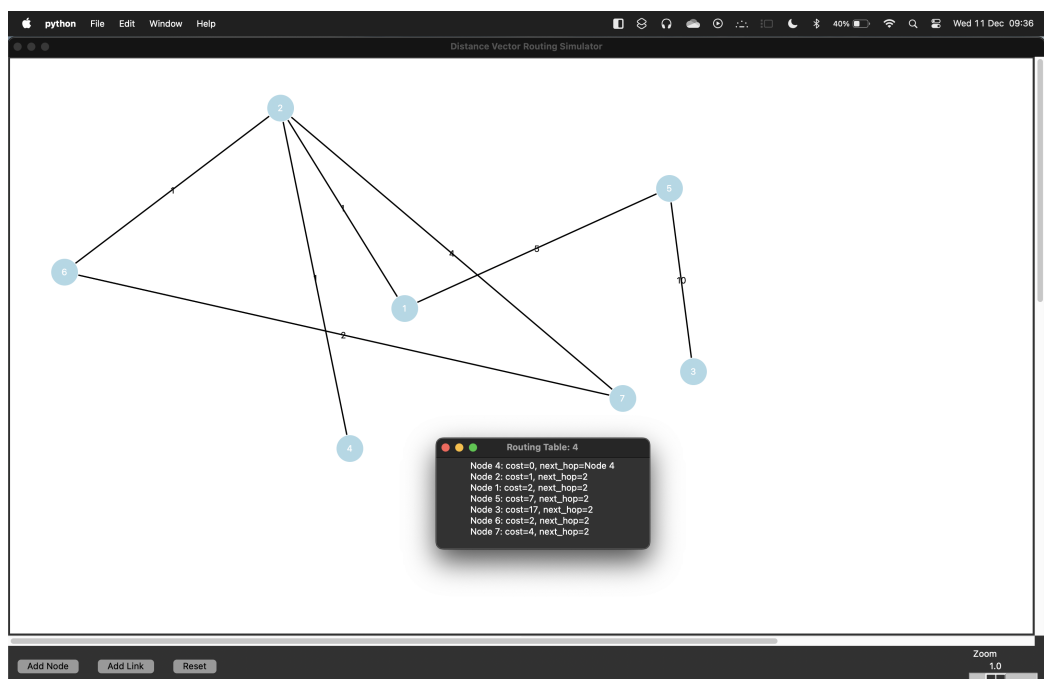 python File Edit Window Help 40% Wed 11 Dec 09:36
Distance Vector Routing Simulator
2
5
1
1
4
5
6
1
10
1
2
3
7
4
Routing Table: 4
Node 4: cost=0, next_hop=Node 4
Node 2: cost=1, next_hop=2
Node 1: cost=2, next_hop=2
Node 5: cost=7, next_hop=2
Node 3: cost=17, next_hop=2
Node 6: cost=2, next_hop=2
Node 7: cost=4, next_hop=2
Zoom
Add Node Add Link Reset 1.0